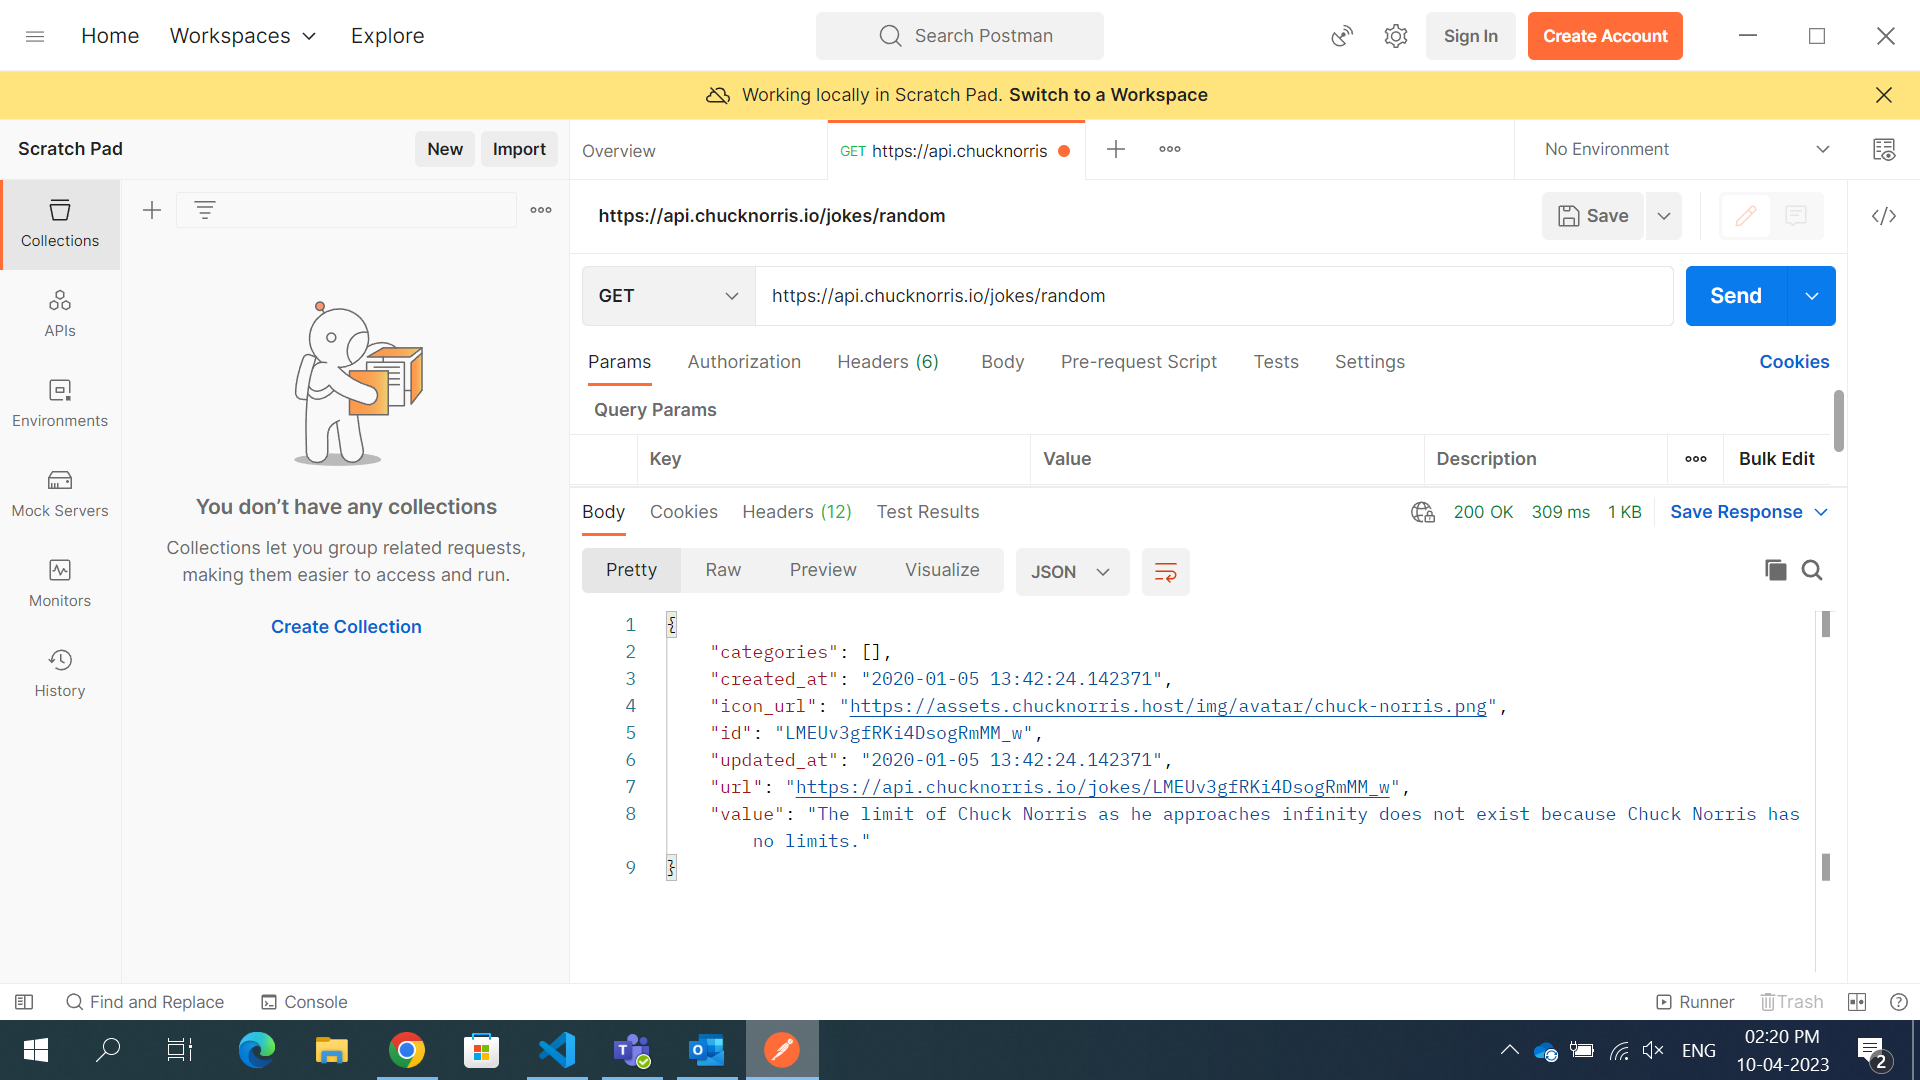 Home Workspaces Explore Search Postman Sign In Create Account
Working locally in Scratch Pad. Switch to a Workspace
Scratch Pad New Import Overview GET https://api.chucknorris No Environment
Collections
APIs
Environments
Mock Servers
Monitors
History
You don’t have any collections
Collections let you group related requests,
making them easier to access and run.
Create Collection
https://api.chucknorris.io/jokes/random Save
GET https://api.chucknorris.io/jokes/random Send
Params Authorization Headers (6) Body Pre-request Script Tests Settings Cookies
Query Params
Key Value Description Bulk Edit
Body Cookies Headers (12) Test Results 200 OK 309 ms 1 KB Save Response
Pretty Raw Preview Visualize JSON
1 {
2 "categories": [],
3 "created_at": "2020-01-05 13:42:24.142371",
4 "icon_url": "https://assets.chucknorris.host/img/avatar/chuck-norris.png",
5 "id": "LMEUv3gfRKi4DsogRmMM_w",
6 "updated_at": "2020-01-05 13:42:24.142371",
7 "url": "https://api.chucknorris.io/jokes/LMEUv3gfRKi4DsogRmMM_w",
8 "value": "The limit of Chuck Norris as he approaches infinity does not exist because Chuck Norris has
no limits."
9 }
Find and Replace Console Runner Trash
ENG 02:20 PM
10-04-2023 2